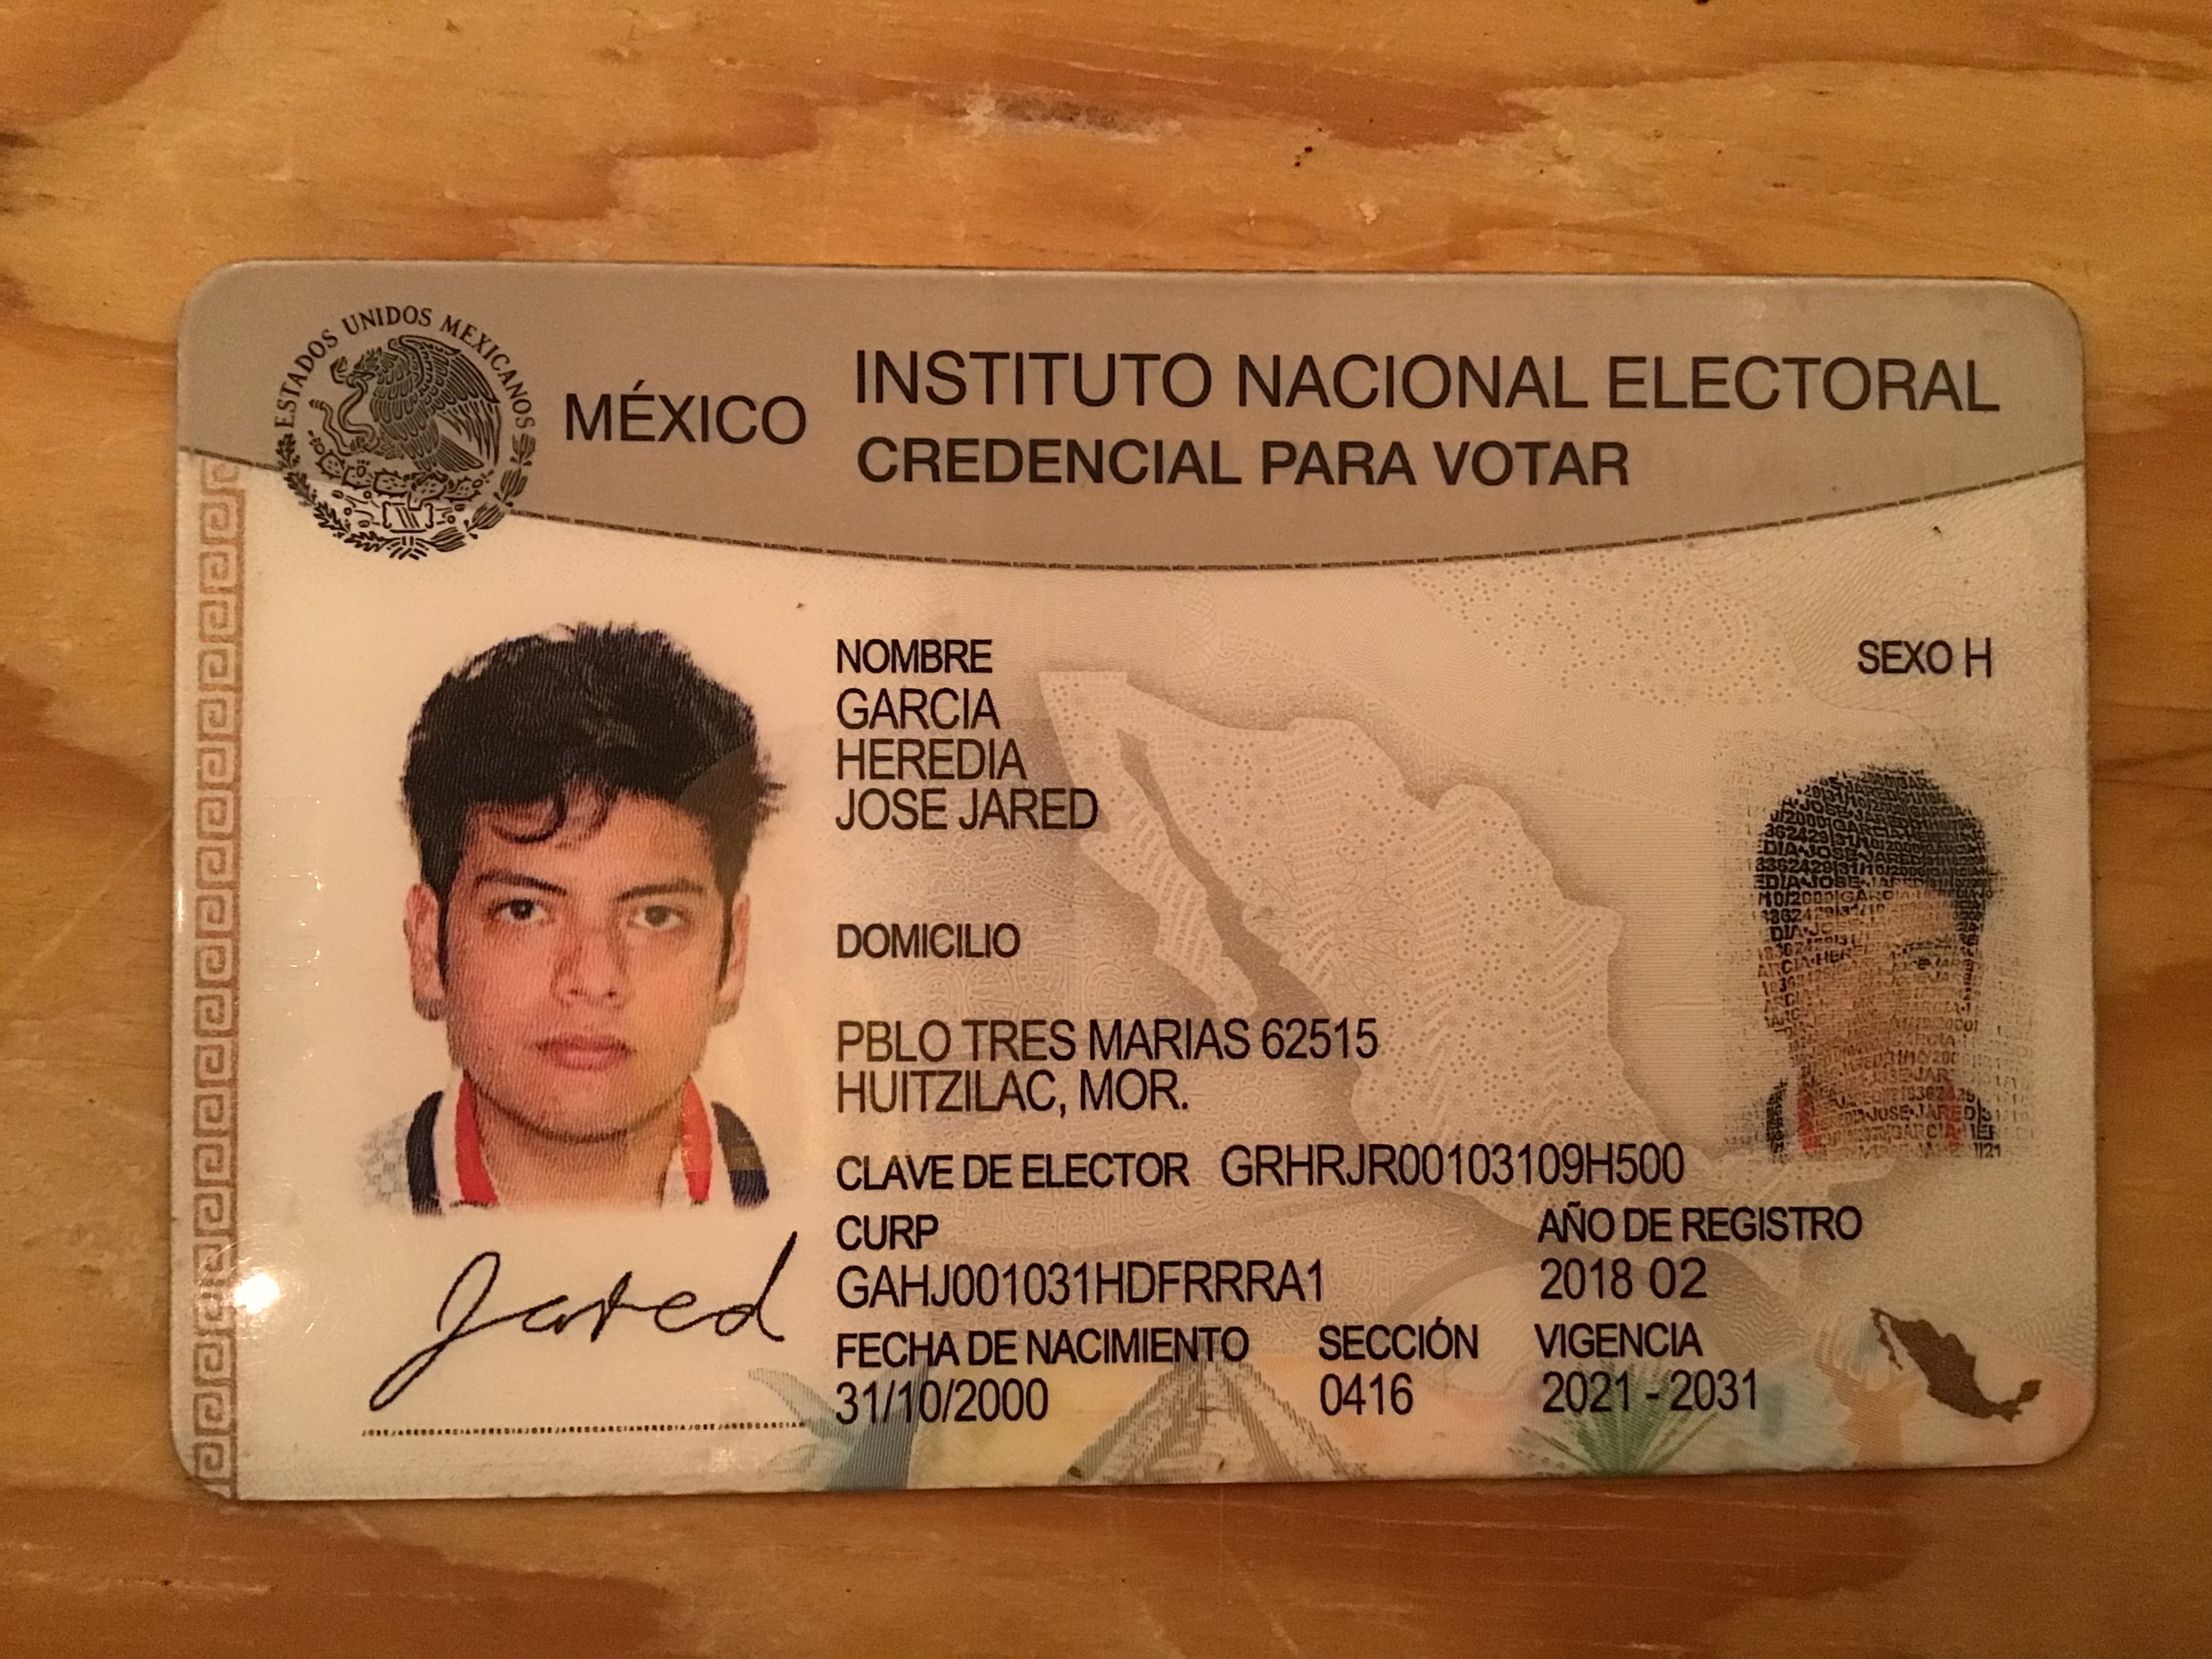 ESTADOS UNIDOS MEXICANOS
MÉXICO
INSTITUTO NACIONAL ELECTORAL
CREDENCIAL PARA VOTAR
NOMBRE
GARCIA
HEREDIA
JOSE JARED
SEXO H
DOMICILIO
PBLO TRES MARIAS 62515
HUITZILAC, MOR.
CLAVE DE ELECTOR GRHRJR00103109H500
CURP
GAHJ001031HDFRRRA1
AÑO DE REGISTRO
2018 02
FECHA DE NACIMIENTO
31/10/2000
SECCIÓN
0416
VIGENCIA
2021 - 2031
Jared
JOSEJAREDGARCIAHEREDIAJOSEJAREDGARCIAHEREDIAJOSEJAREDGARCIAH